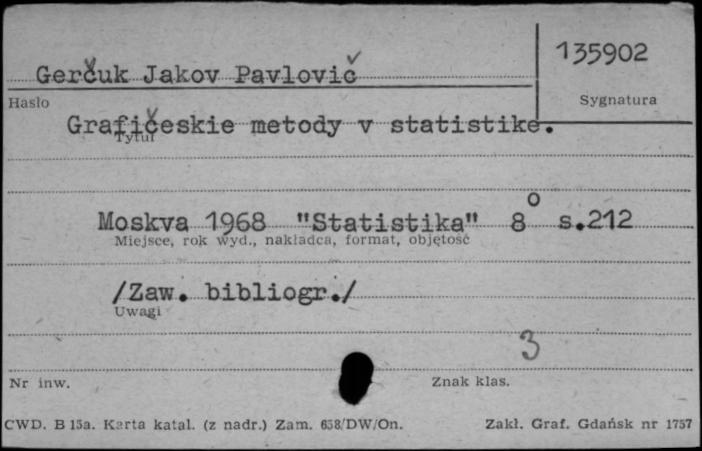 135902
Gerčuk Jakov Pavlovič
Hasło
Sygnatura
Grafičeskie metody v statistike.
Tytuł
Moskva 1968 "Statistika" 8° s.212
Miejsce, rok wyd., nakładca, format, objętość
/Zaw. bibliogr./
Uwagi
3
Nr inw.
Znak klas.
CWD. B 15a. Karta katal. (z nadr.) Zam. 658/DW/On.
Zakł. Graf. Gdańsk nr 1757